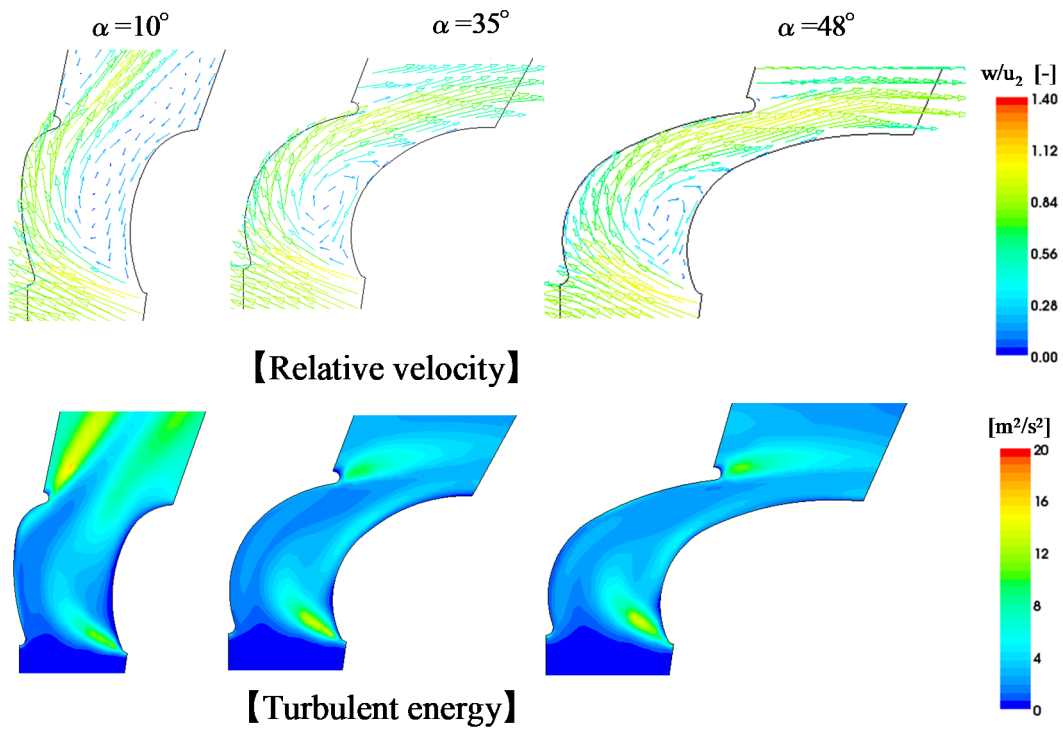 α=10° α=35° α=48°
w/u₂ [-]
1.40
1.12
0.84
0.56
0.28
0.00
【Relative velocity】
[m²/s²]
20
16
12
8
4
0
【Turbulent energy】